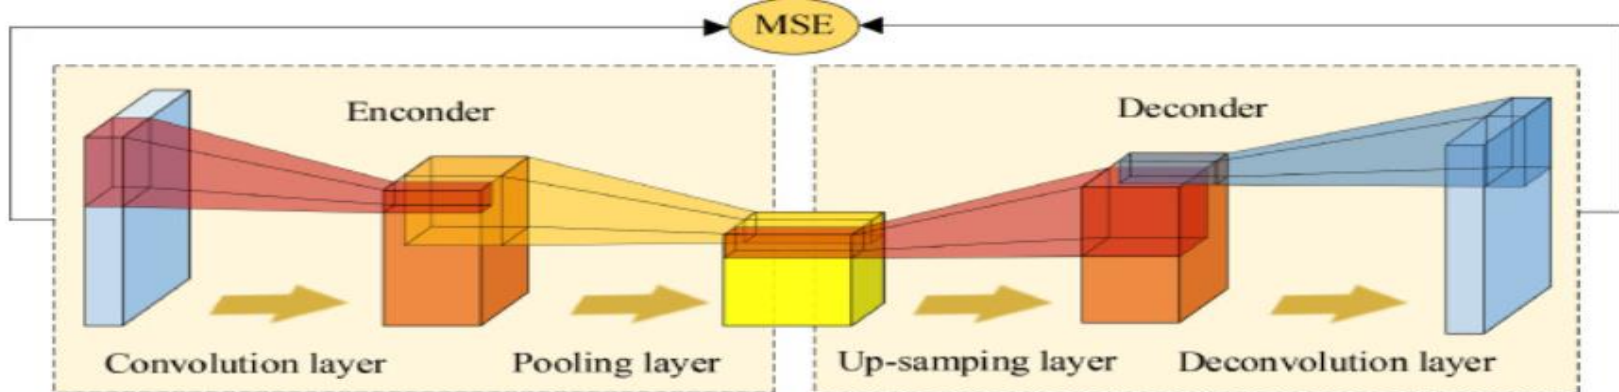 MSE
Enconder
Deconder
Convolution layer
Pooling layer
Up-samping layer
Deconvolution layer